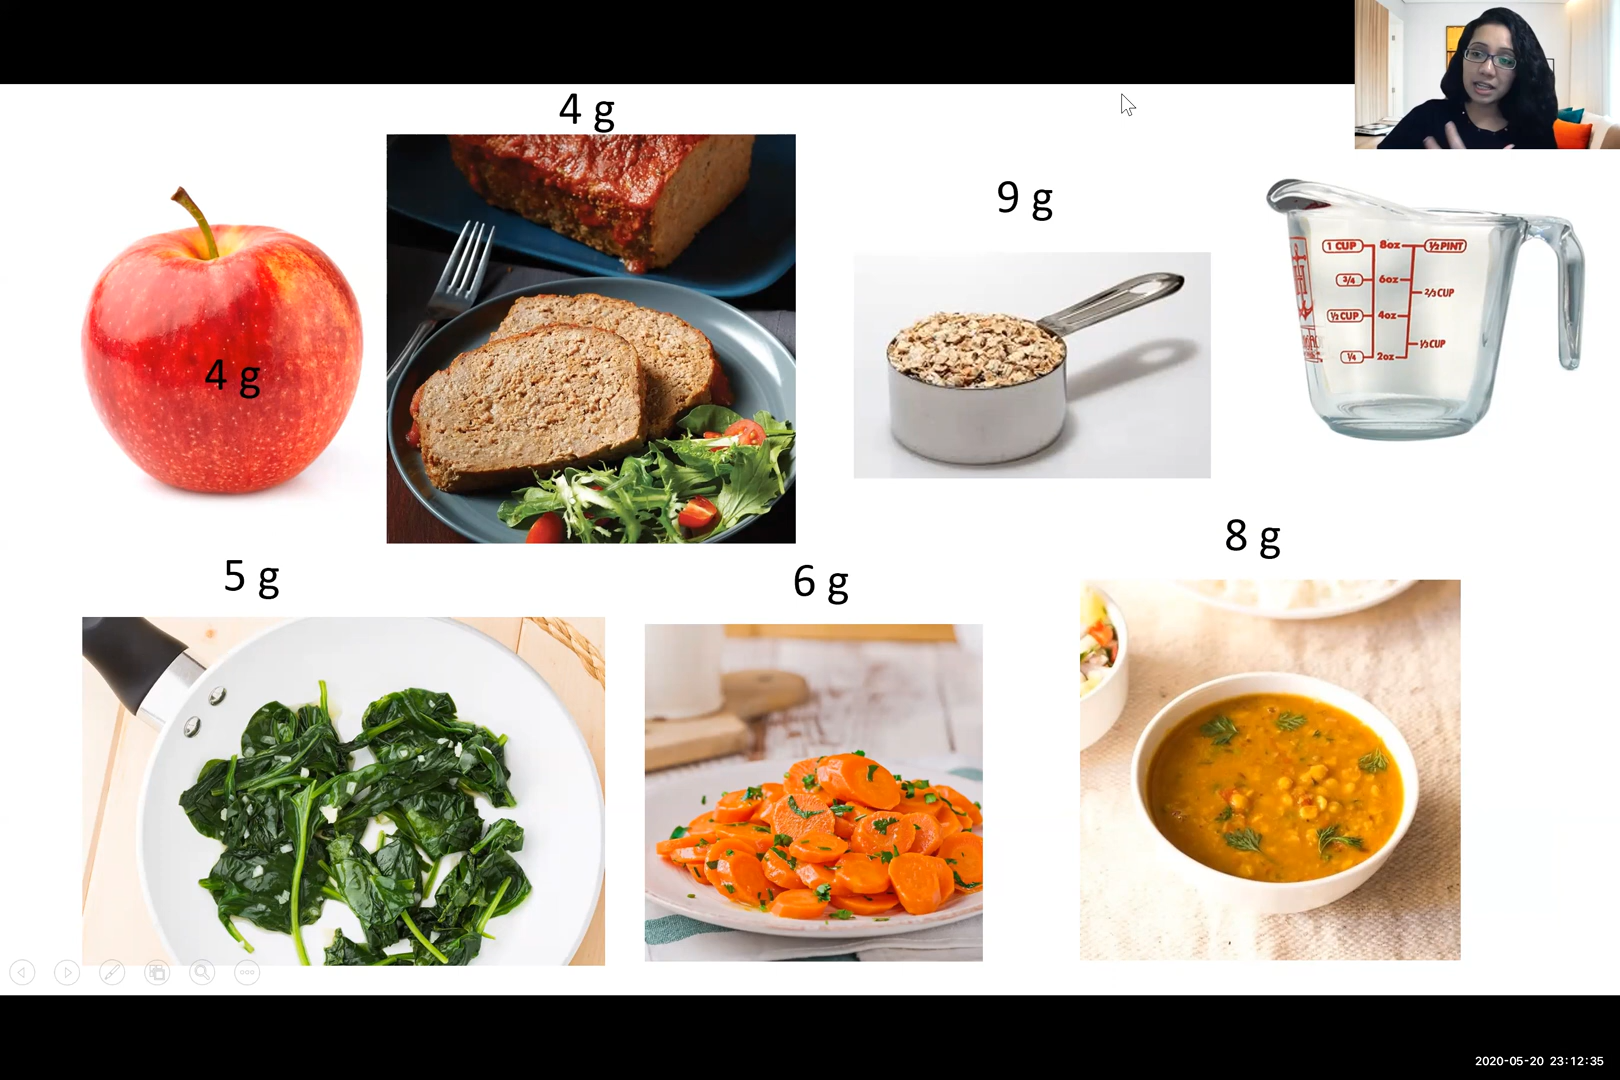 4 g
4 g
9 g
1 CUP 8oz ½ PINT
3/4 6oz
2/3 CUP
½ CUP 4oz
⅓ CUP
1/4 2oz
5 g
6 g
8 g
2020-05-20 23:12:35